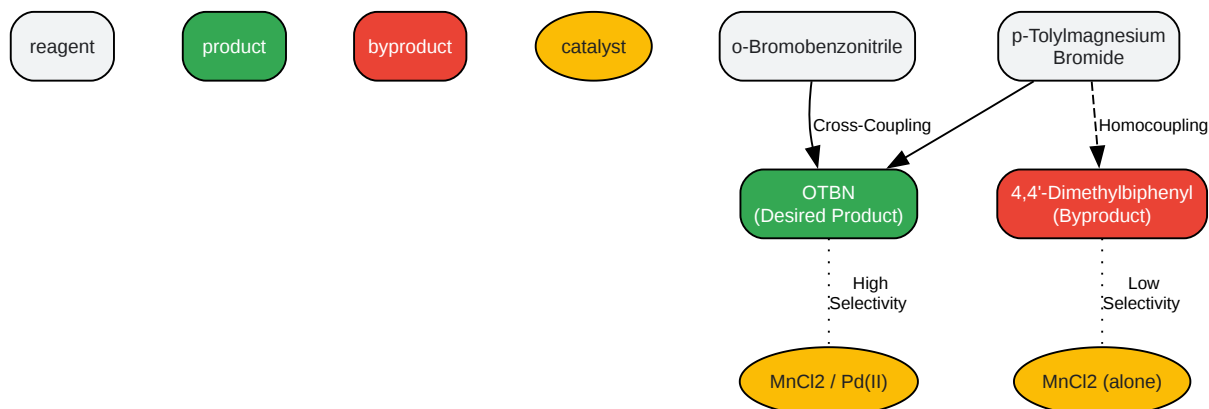 reagent
product
byproduct
catalyst
o-Bromobenzonitrile
p-Tolylmagnesium
Bromide
Cross-Coupling
Homocoupling
OTBN
(Desired Product)
4,4'-Dimethylbiphenyl
(Byproduct)
High
Selectivity
Low
Selectivity
MnCl2 / Pd(II)
MnCl2 (alone)